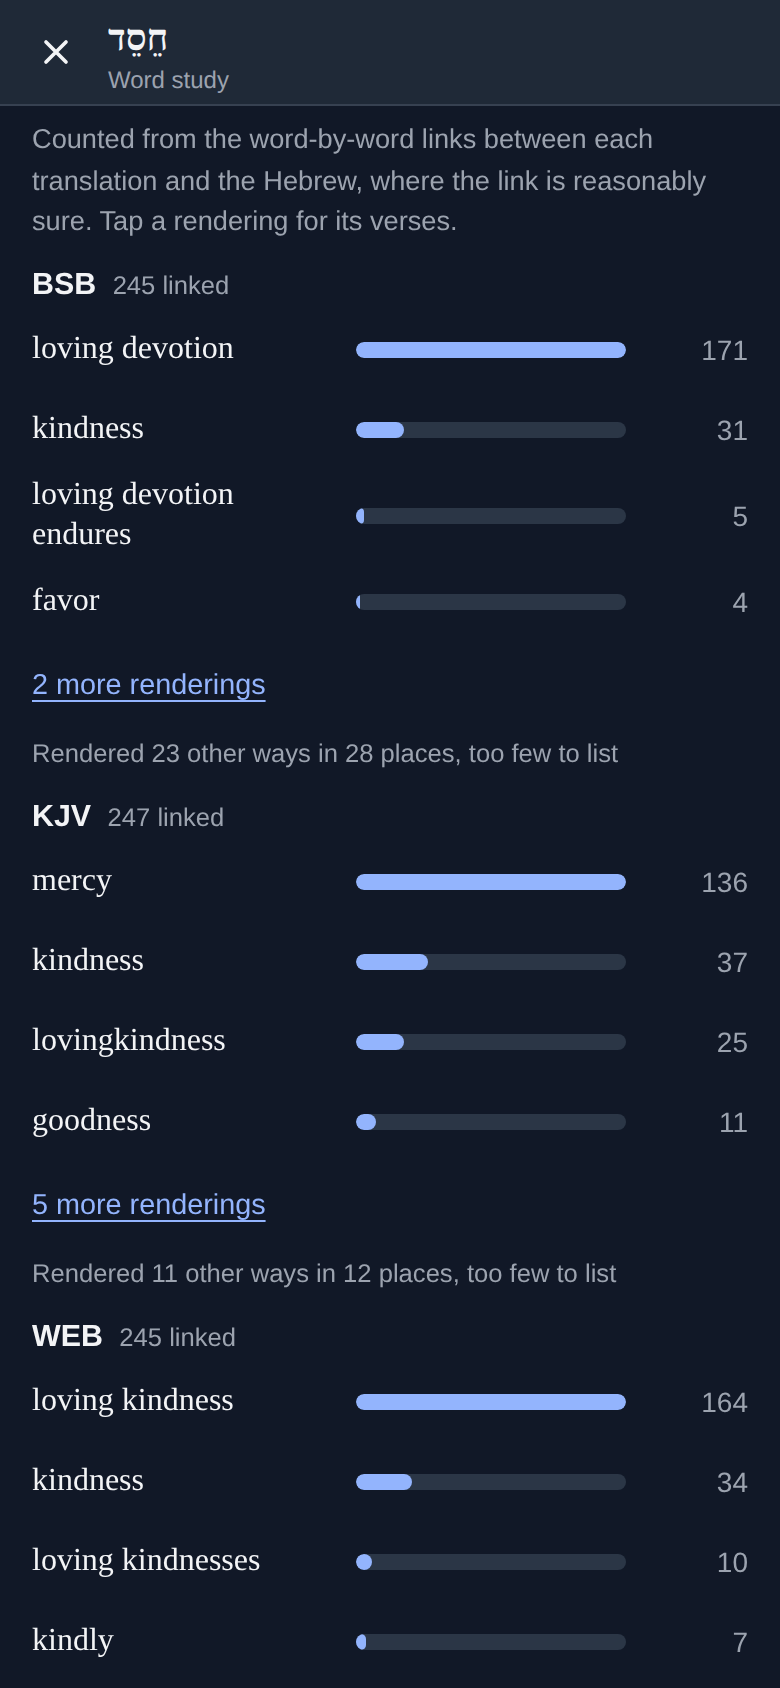 חֵסֵד
Word study
Counted from the word-by-word links between each
translation and the Hebrew, where the link is reasonably
sure. Tap a rendering for its verses.
BSB 245 linked
loving devotion 171
kindness 31
loving devotion
endures 5
favor 4
2 more renderings
Rendered 23 other ways in 28 places, too few to list
KJV 247 linked
mercy 136
kindness 37
lovingkindness 25
goodness 11
5 more renderings
Rendered 11 other ways in 12 places, too few to list
WEB 245 linked
loving kindness 164
kindness 34
loving kindnesses 10
kindly 7